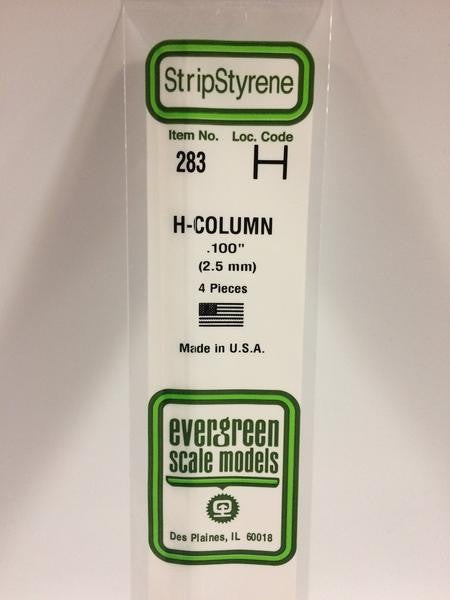 StripStyrene
Item No. Loc. Code
283 H
H-COLUMN
.100"
(2.5 mm)
4 Pieces
Made in U.S.A.
evergreen
scale models
Des Plaines, IL 60018